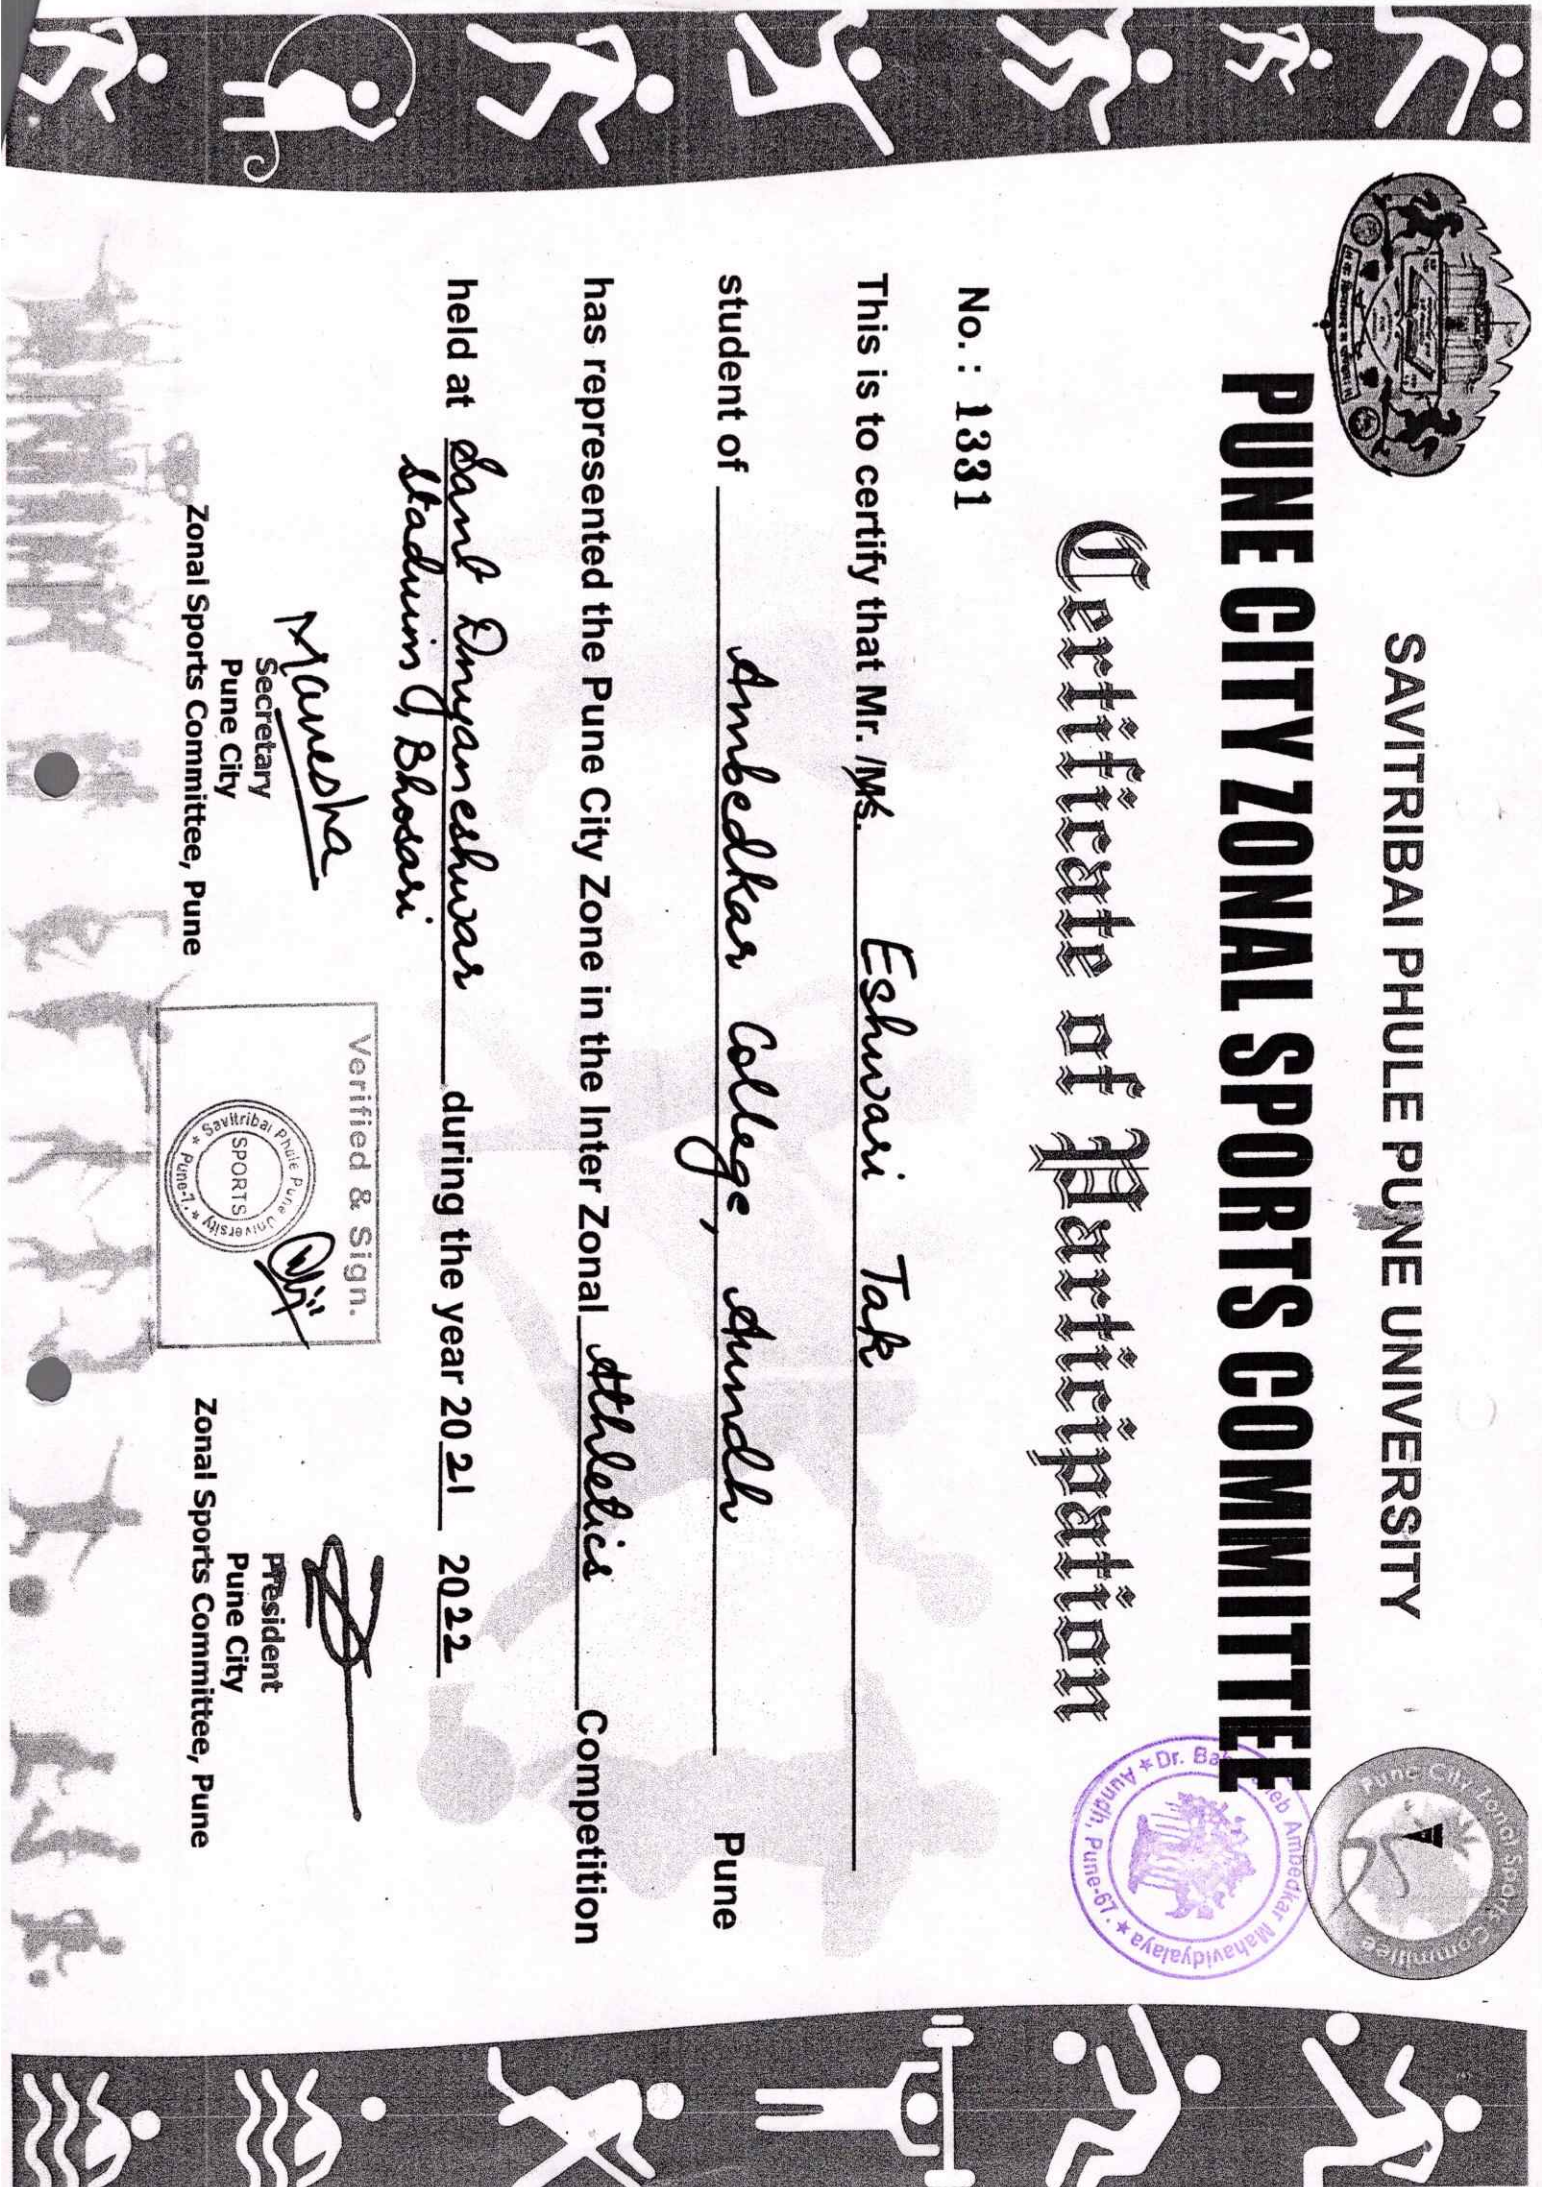 SAVITRIBAI PHULE PUNE UNIVERSITY
PUNE CITY ZONAL SPORTS COMMITTEE
Certificate of Participation
No. : 1331
This is to certify that Mr. /Ms. Eshwari Tak
student of Ambedkar College, Aundh Pune
has represented the Pune City Zone in the Inter Zonal Athletics Competition
held at Sant Dnyaneshwar during the year 2021 2022
Stadium, Bhosari
Manesha
Secretary
Pune City
Zonal Sports Committee, Pune
Verified & Sign.
Savitribai Phule Pune University * Pune-7. *
SPORTS
President
Pune City
Zonal Sports Committee, Pune
Pune City Zonal Sports Committee
Dr. Ba eb Ambedkar Mahavidyalaya * Aundh, Pune-67. *